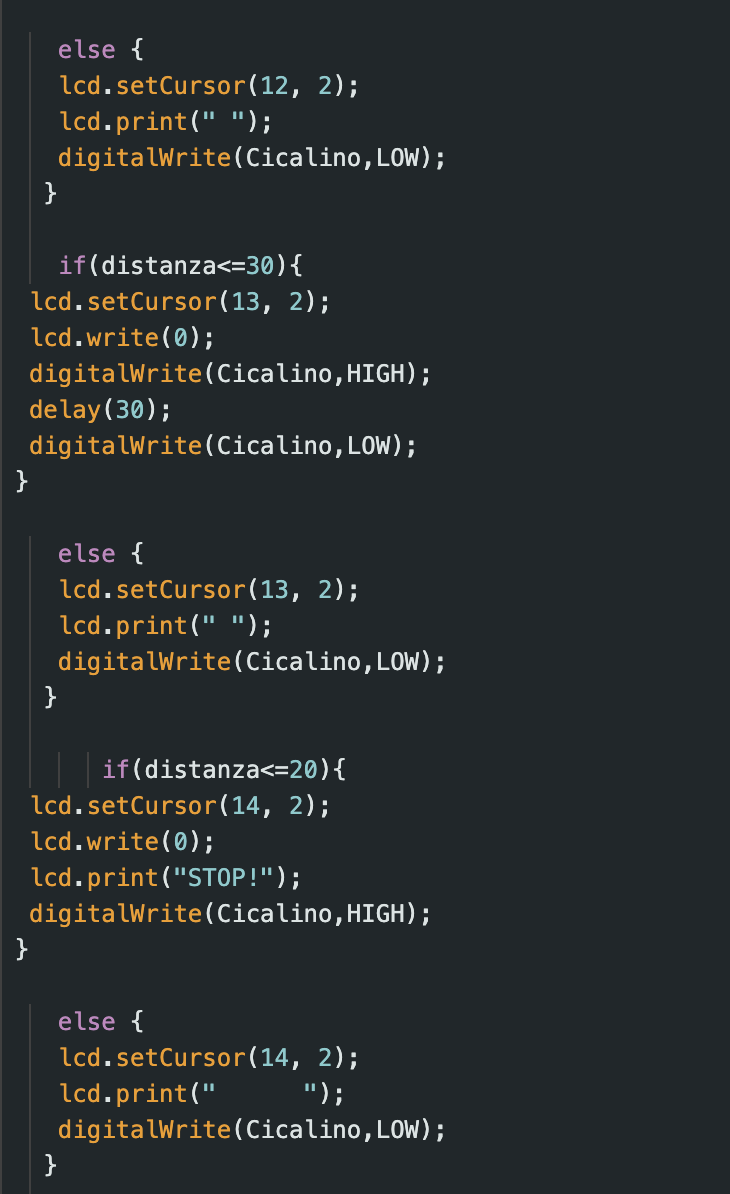 else {
lcd.setCursor(12, 2);
lcd.print(" ");
digitalWrite(Cicalino,LOW);
}
if(distanza<=30){
lcd.setCursor(13, 2);
lcd.write(0);
digitalWrite(Cicalino,HIGH);
delay(30);
digitalWrite(Cicalino,LOW);
}
else {
lcd.setCursor(13, 2);
lcd.print(" ");
digitalWrite(Cicalino,LOW);
}
if(distanza<=20){
lcd.setCursor(14, 2);
lcd.write(0);
lcd.print("STOP!");
digitalWrite(Cicalino,HIGH);
}
else {
lcd.setCursor(14, 2);
lcd.print("      ");
digitalWrite(Cicalino,LOW);
}